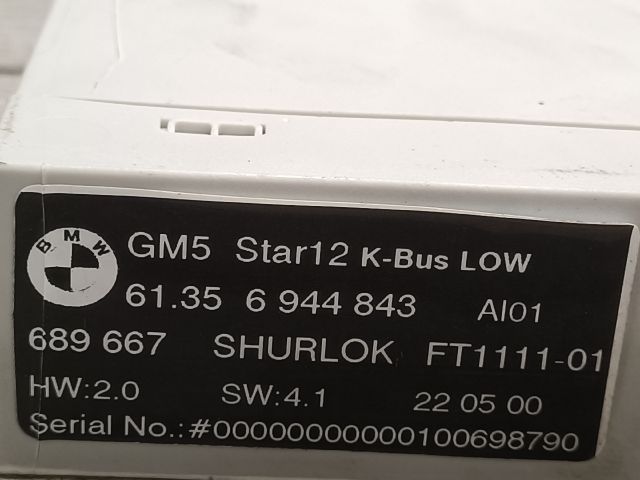 BMW GM5 Star12 K-Bus LOW
61.35 6 944 843 AI01
689 667 SHURLOK FT1111-01
HW:2.0 SW:4.1 22 05 00
Serial No.:#00000000000100698790